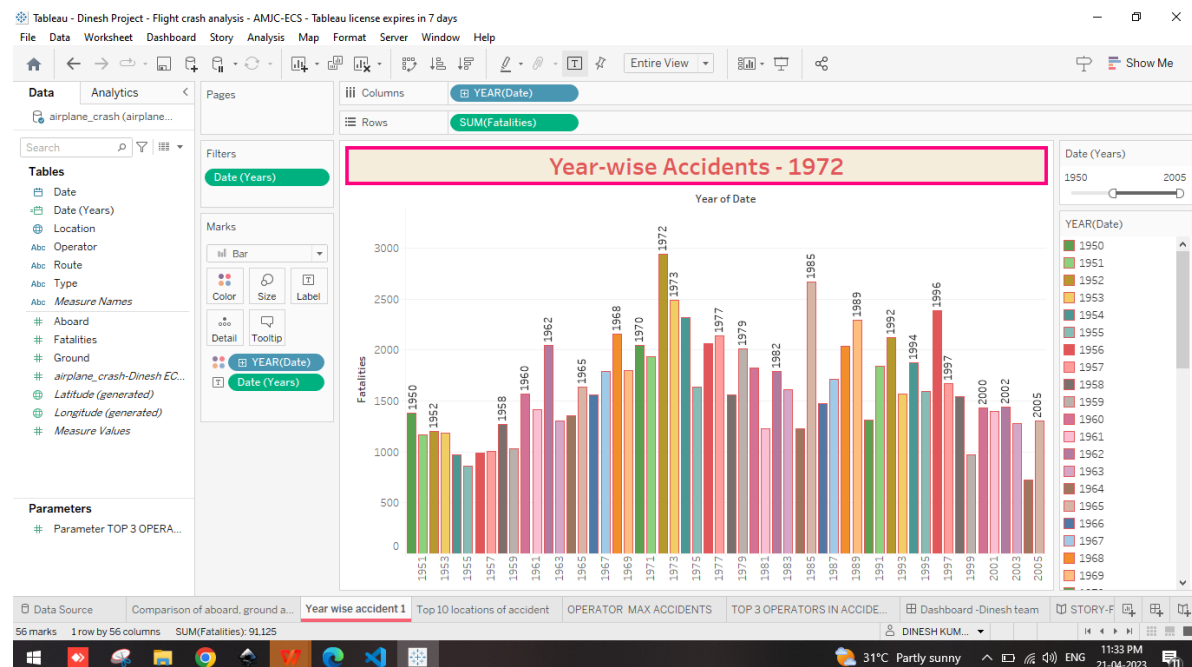 Tableau - Dinesh Project - Flight crash analysis - AMJC-ECS - Tableau license expires in 7 days
File Data Worksheet Dashboard Story Analysis Map Format Server Window Help
Entire View
Show Me
Data Analytics
airplane_crash (airplane...
Search
Tables
Date
Date (Years)
Location
Abc Operator
Abc Route
Abc Type
Abc Measure Names
Aboard
Fatalities
Ground
airplane_crash-Dinesh EC...
Latitude (generated)
Longitude (generated)
Measure Values
Parameters
Parameter TOP 3 OPERA...
Pages
Filters
Date (Years)
Marks
Bar
Color Size Label
Detail Tooltip
YEAR(Date)
Date (Years)
Columns YEAR(Date)
Rows SUM(Fatalities)
Year-wise Accidents - 1972
Year of Date
Fatalities
3000
2500
2000
1500
1000
500
0
1950 1952 1958 1960 1962 1965 1968 1970 1972 1973 1977 1979 1982 1985 1989 1992 1994 1996 1997 2000 2002 2005
1951 1953 1955 1957 1959 1961 1963 1965 1967 1969 1971 1973 1975 1977 1979 1981 1983 1985 1987 1989 1991 1993 1995 1997 1999 2001 2003 2005
Date (Years)
1950 2005
YEAR(Date)
1950
1951
1952
1953
1954
1955
1956
1957
1958
1959
1960
1961
1962
1963
1964
1965
1966
1967
1968
1969
Data Source Comparison of aboard, ground a... Year wise accident 1 Top 10 locations of accident OPERATOR MAX ACCIDENTS TOP 3 OPERATORS IN ACCIDE... Dashboard -Dinesh team STORY-F
56 marks 1 row by 56 columns SUM(Fatalities): 91,125 DINESH KUM...
31°C Partly sunny ENG 11:33 PM
21-04-2023